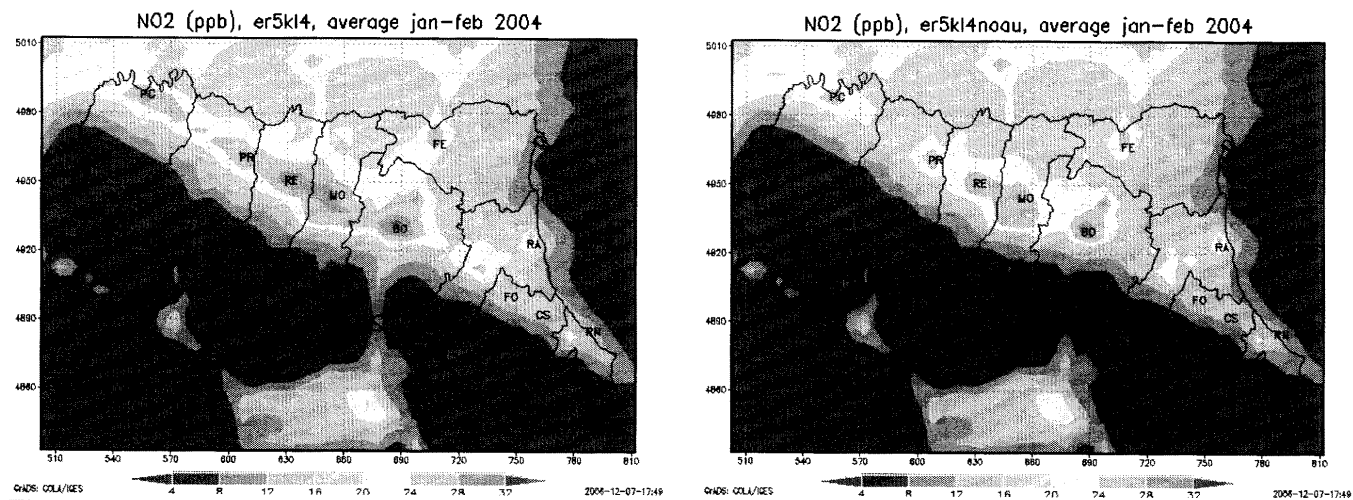 NO2 (ppb), er5kl4, average jan-feb 2004
5010
4980
4950
4920
4890
4860
PC
PR
RE
MO
FE
BO
RA
FO
CS
RN
510 540 570 600 630 660 690 720 750 780 810
4 8 12 16 20 24 28 32
GrADS: COLA/IGES
2006-12-07-17:49
NO2 (ppb), er5kl4noau, average jan-feb 2004
5010
4980
4950
4920
4890
4860
PC
PR
RE
MO
FE
BO
RA
FO
CS
RN
510 540 570 600 630 660 690 720 750 780 810
4 8 12 16 20 24 28 32
GrADS: COLA/IGES
2006-12-07-17:49